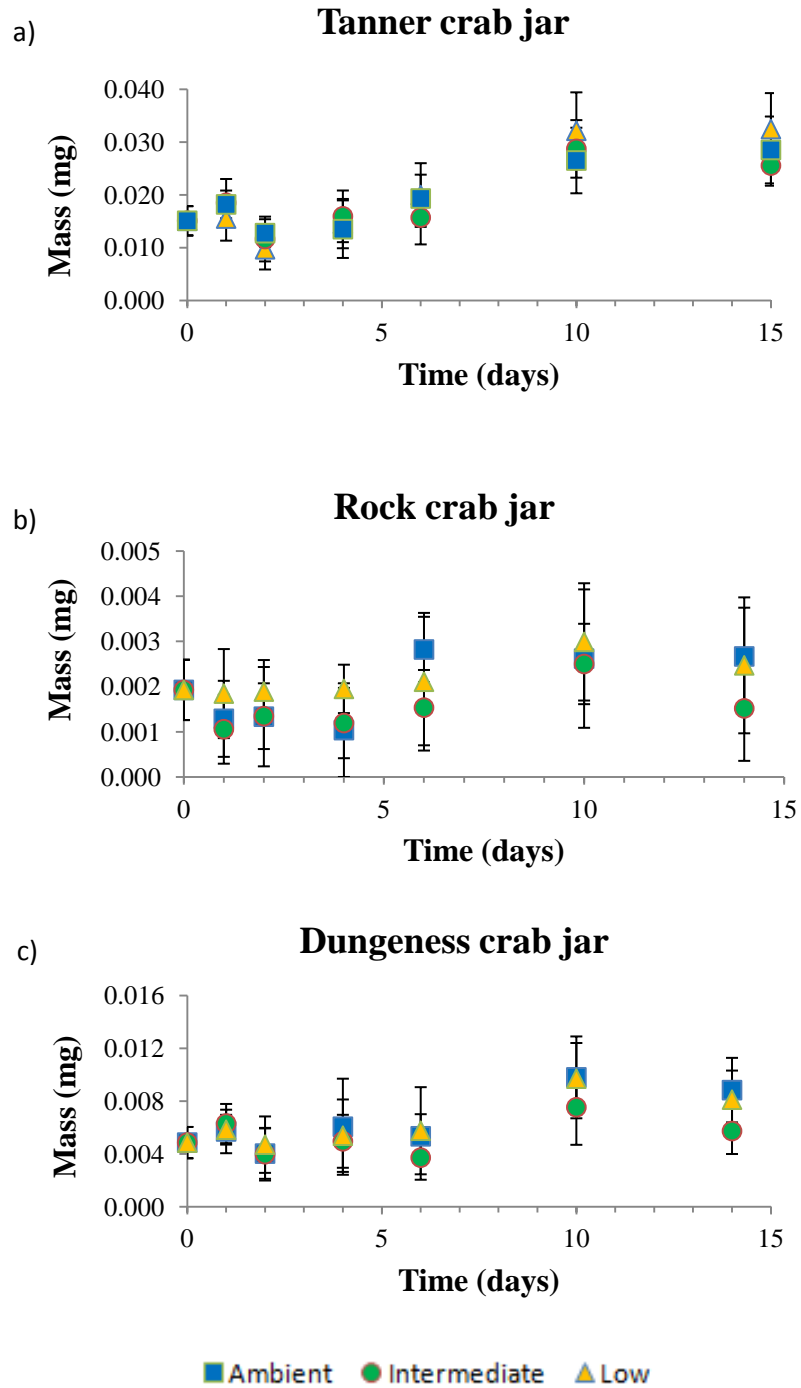 a)
Tanner crab jar
0.040
0.030
0.020
0.010
0.000
Mass (mg)
0 5 10 15
Time (days)
b)
Rock crab jar
0.005
0.004
0.003
0.002
0.001
0.000
Mass (mg)
0 5 10 15
Time (days)
c)
Dungeness crab jar
0.016
0.012
0.008
0.004
0.000
Mass (mg)
0 5 10 15
Time (days)
Ambient Intermediate Low